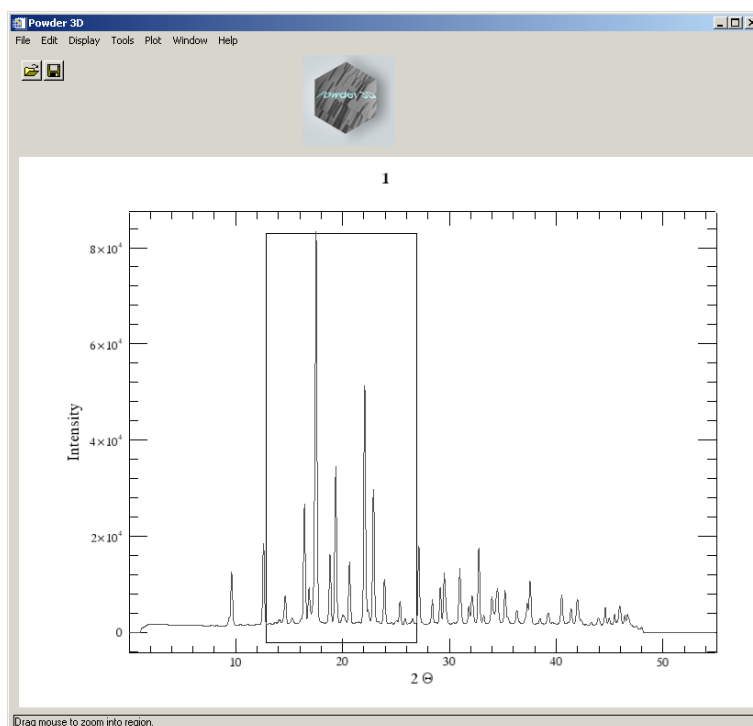 Powder 3D
File Edit Display Tools Plot Window Help
Powder3D
1
8×10⁴
6×10⁴
4×10⁴
2×10⁴
0
Intensity
10 20 30 40 50
2 Θ
Drag mouse to zoom into region.